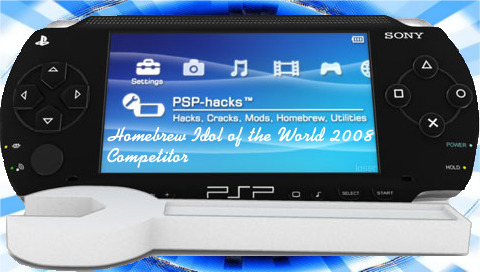 SONY
Settings
PSP-hacks™
Hacks, Cracks, Mods, Homebrew, Utilities
Homebrew Idol of the World 2008
Competitor
POWER
HOLD
PSP
SELECT
START